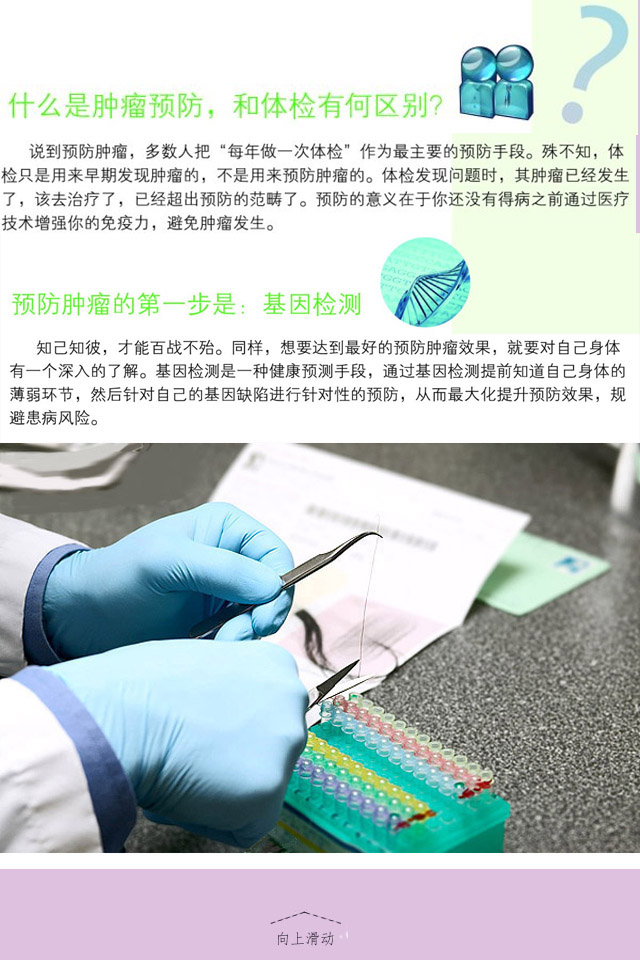 什么是肿瘤预防，和体检有何区别?
说到预防肿瘤，多数人把“每年做一次体检”作为最主要的预防手段。殊不知，体
检只是用来早期发现肿瘤的，不是用来预防肿瘤的。体检发现问题时，其肿瘤已经发生
了，该去治疗了，已经超出预防的范畴了。预防的意义在于你还没有得病之前通过医疗
技术增强你的免疫力，避免肿瘤发生。
预防肿瘤的第一步是：基因检测
知己知彼，才能百战不殆。同样，想要达到最好的预防肿瘤效果，就要对自己身体
有一个深入的了解。基因检测是一种健康预测手段，通过基因检测提前知道自己身体的
薄弱环节，然后针对自己的基因缺陷进行针对性的预防，从而最大化提升预防效果，规
避患病风险。
向上滑动